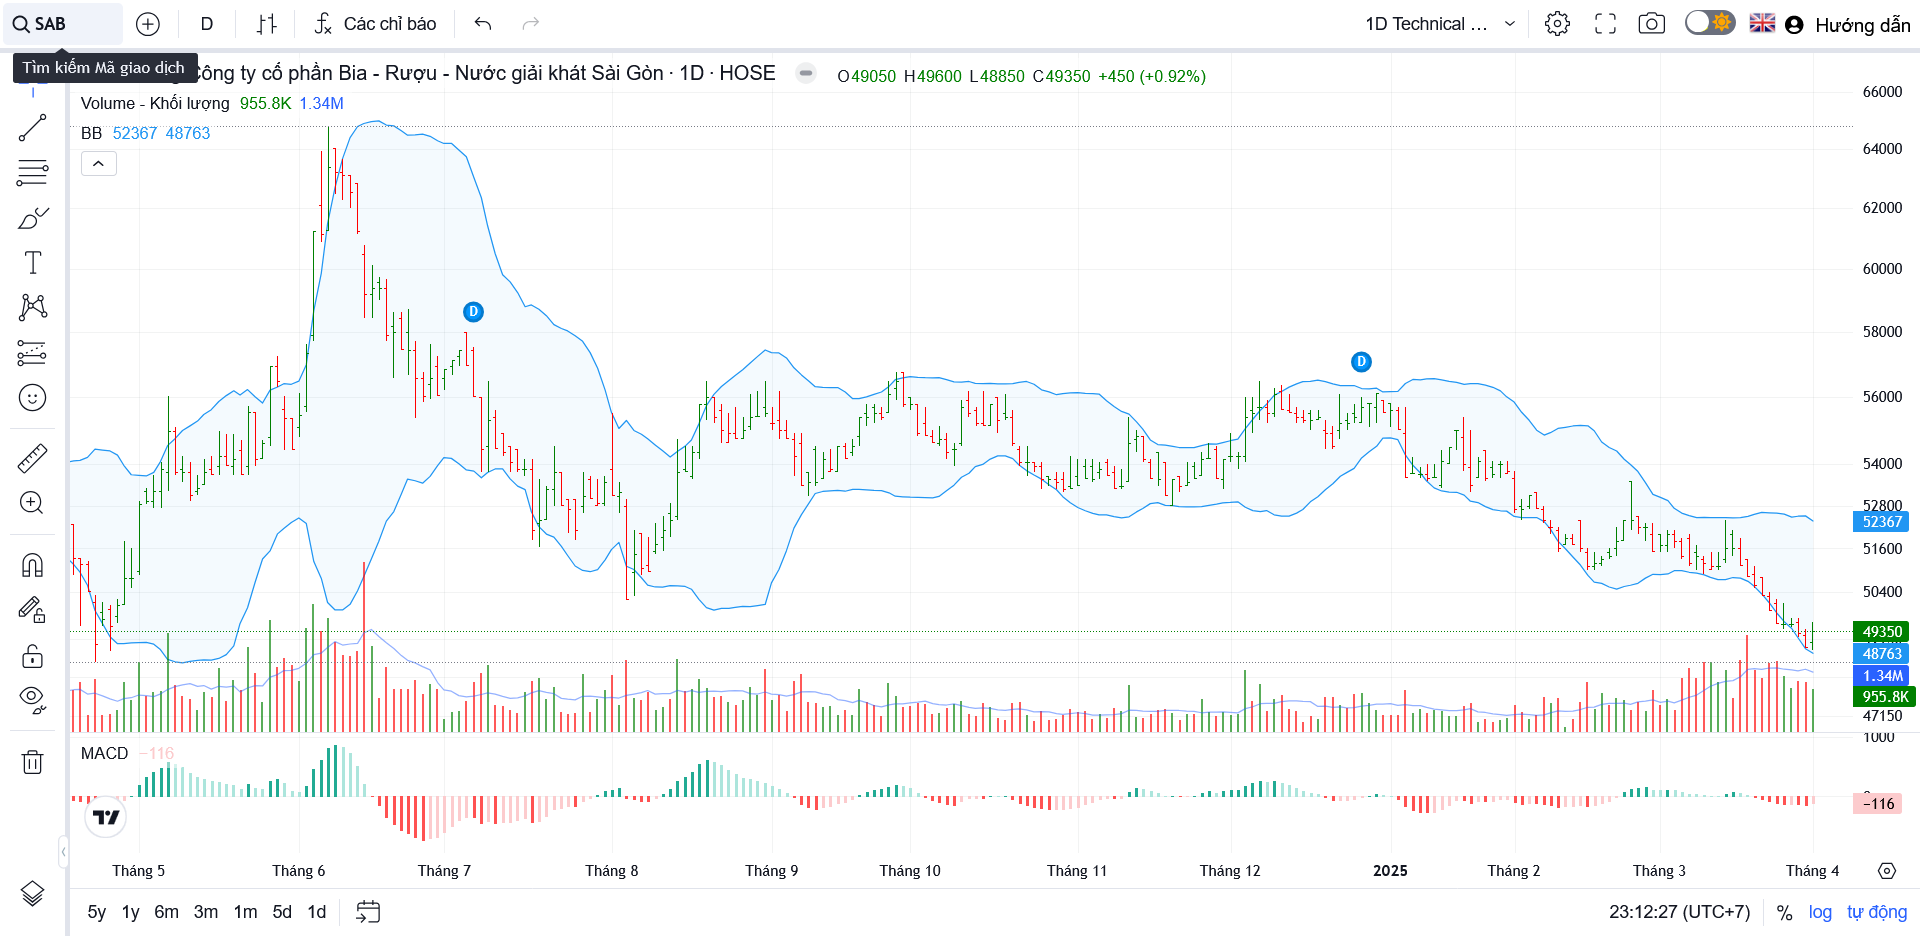 SAB
D
Các chỉ báo
1D Technical ...
Hướng dẫn
Tìm kiếm Mã giao dịch
Công ty cổ phần Bia - Rượu - Nước giải khát Sài Gòn · 1D · HOSE
O49050 H49600 L48850 C49350 +450 (+0.92%)
Volume - Khối lượng 955.8K 1.34M
BB 52367 48763
66000
64000
62000
60000
58000
56000
54000
52800
52367
51600
50400
49350
48763
1.34M
955.8K
47150
1000
D
D
MACD −116
−116
Tháng 5
Tháng 6
Tháng 7
Tháng 8
Tháng 9
Tháng 10
Tháng 11
Tháng 12
2025
Tháng 2
Tháng 3
Tháng 4
5y 1y 6m 3m 1m 5d 1d
23:12:27 (UTC+7)
% log tự động